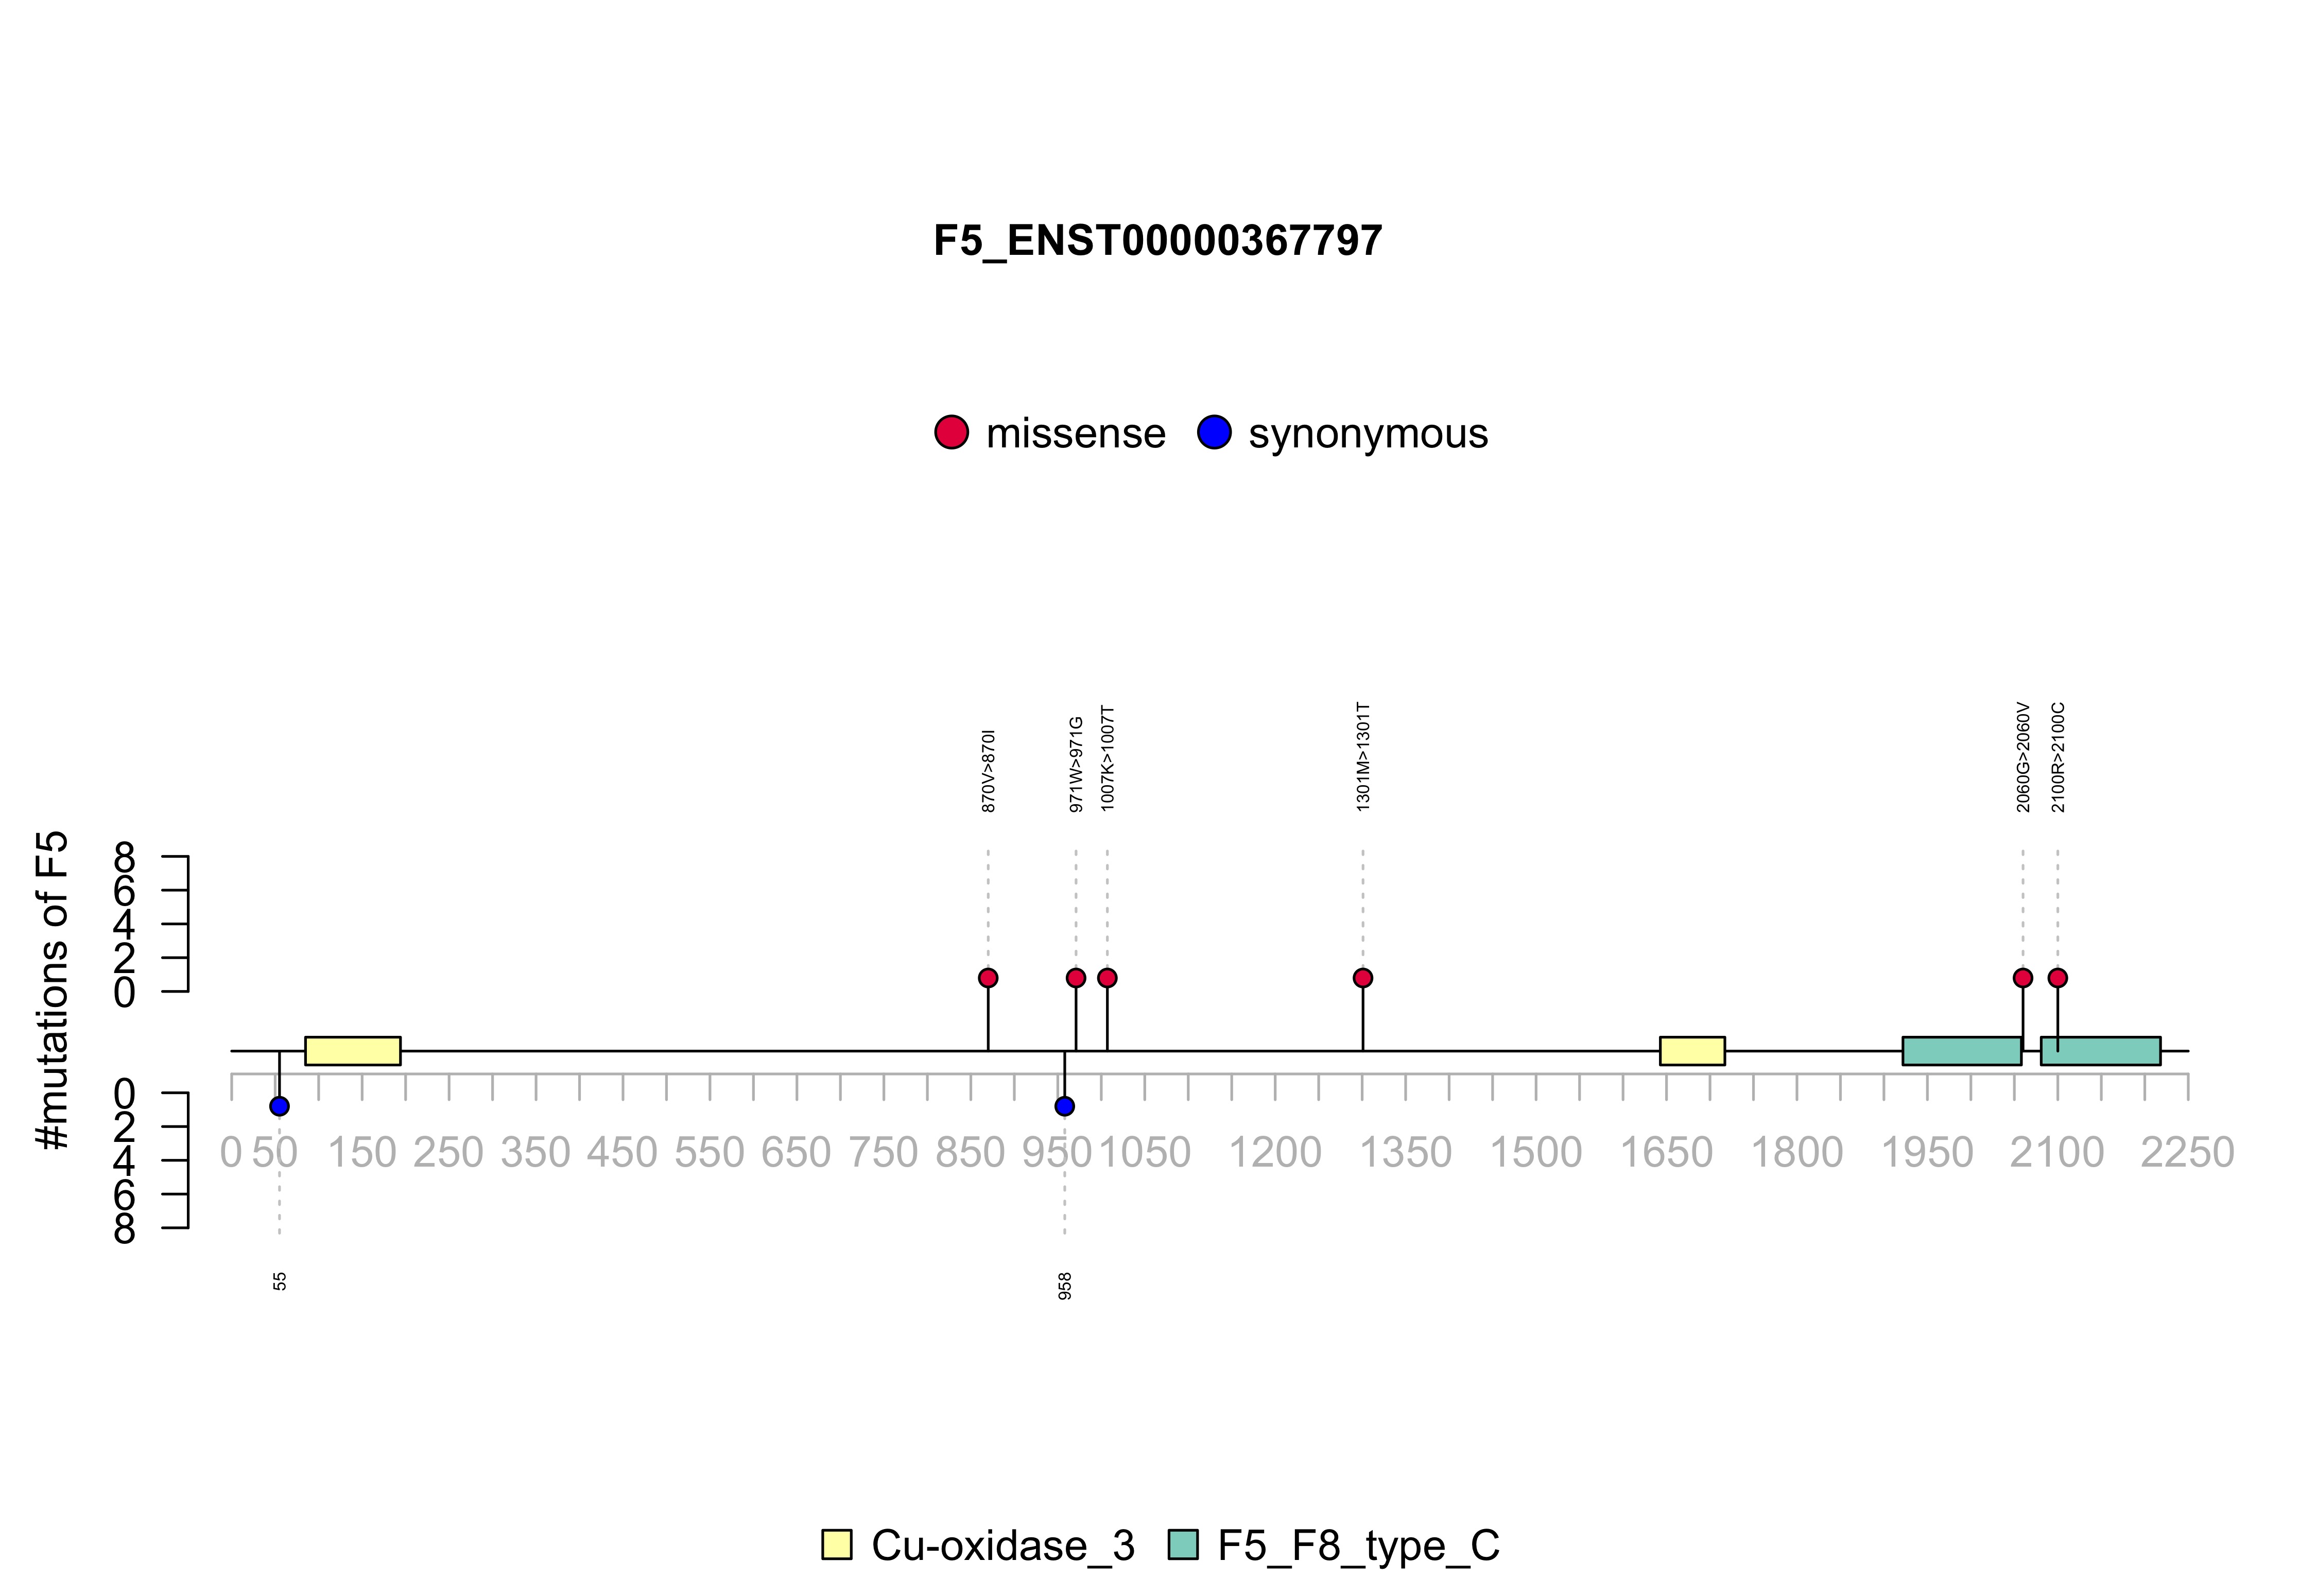 F5_ENST00000367797
missense synonymous
870V>870I
971W>971G
1007K>1007T
1301M>1301T
2060G>2060V
2100R>2100C
#mutations of F5
8
6
4
2
0
0
2
4
6
8
0 50 150 250 350 450 550 650 750 850 950 1050 1200 1350 1500 1650 1800 1950 2100 2250
55
958
Cu-oxidase_3 F5_F8_type_C